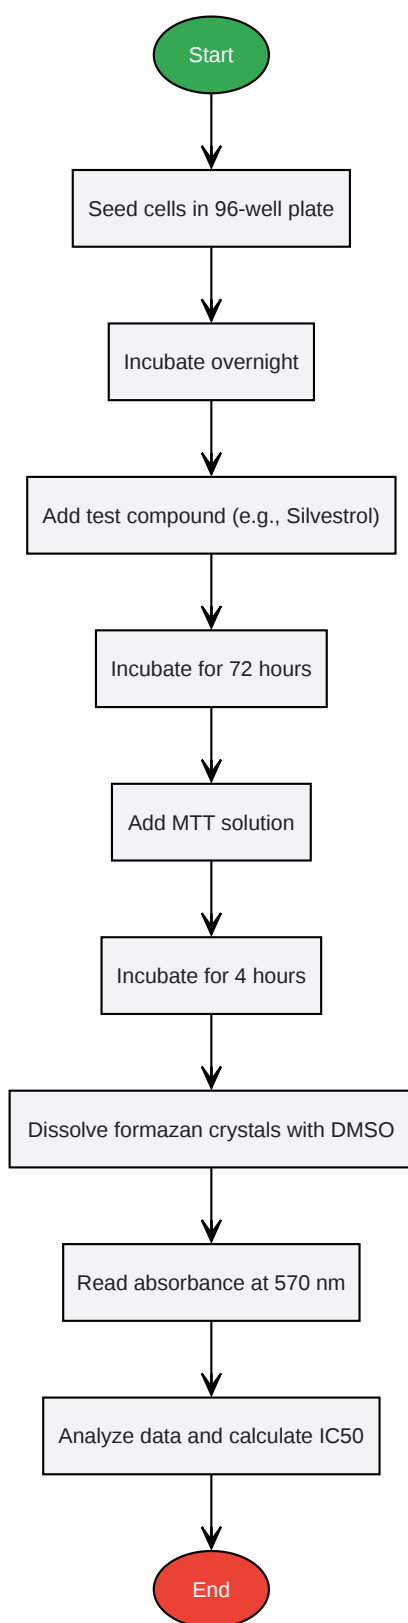 Start
Seed cells in 96-well plate
Incubate overnight
Add test compound (e.g., Silvestrol)
Incubate for 72 hours
Add MTT solution
Incubate for 4 hours
Dissolve formazan crystals with DMSO
Read absorbance at 570 nm
Analyze data and calculate IC50
End